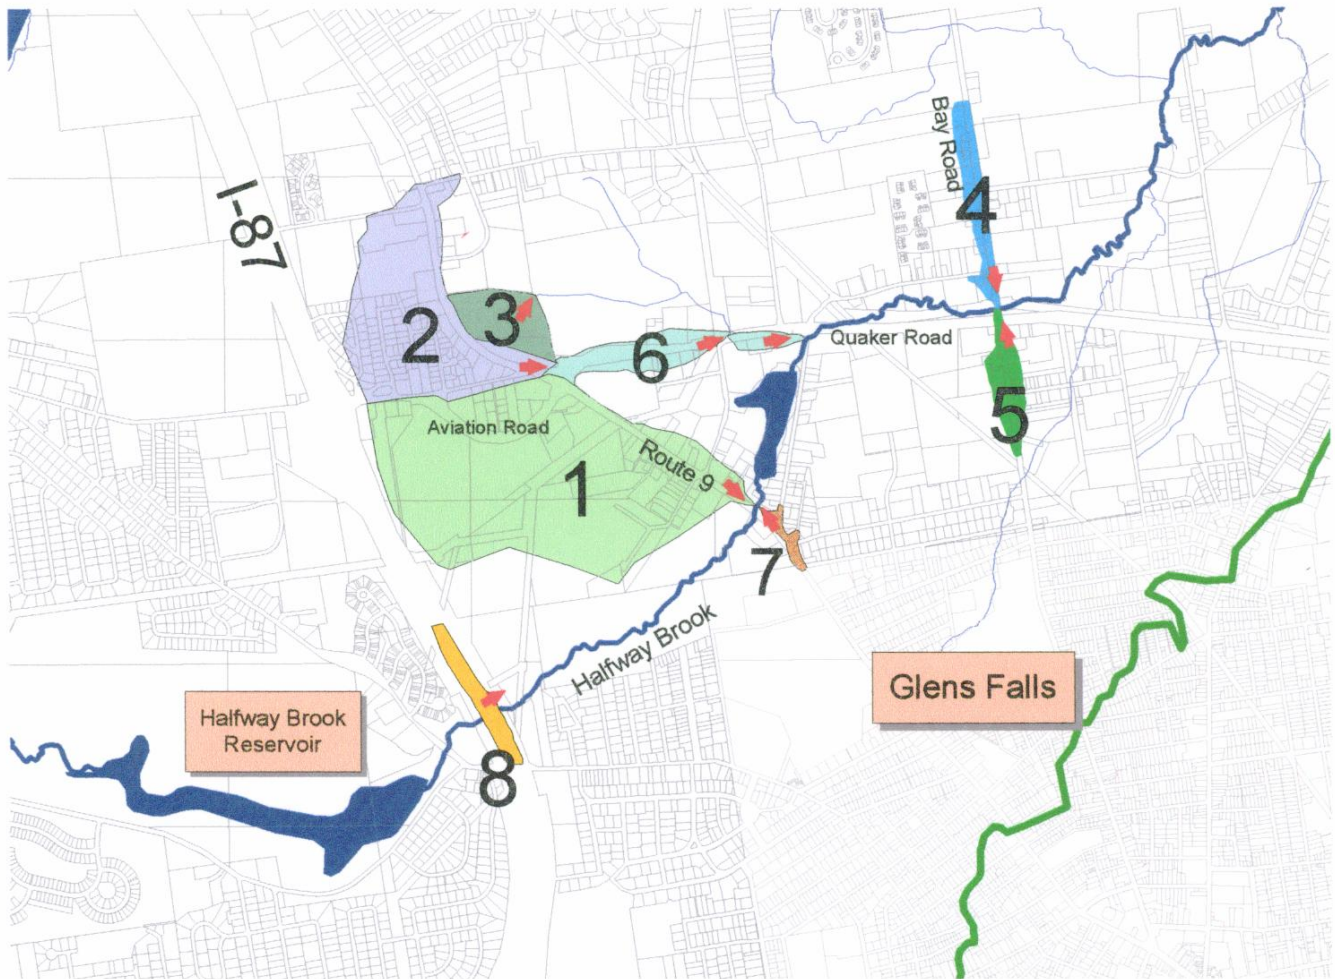 Bay Road
I-87
4
3
2
6
Quaker Road
5
Aviation Road
Route 9
1
7
Halfway Brook
Glens Falls
Halfway Brook
Reservoir
8